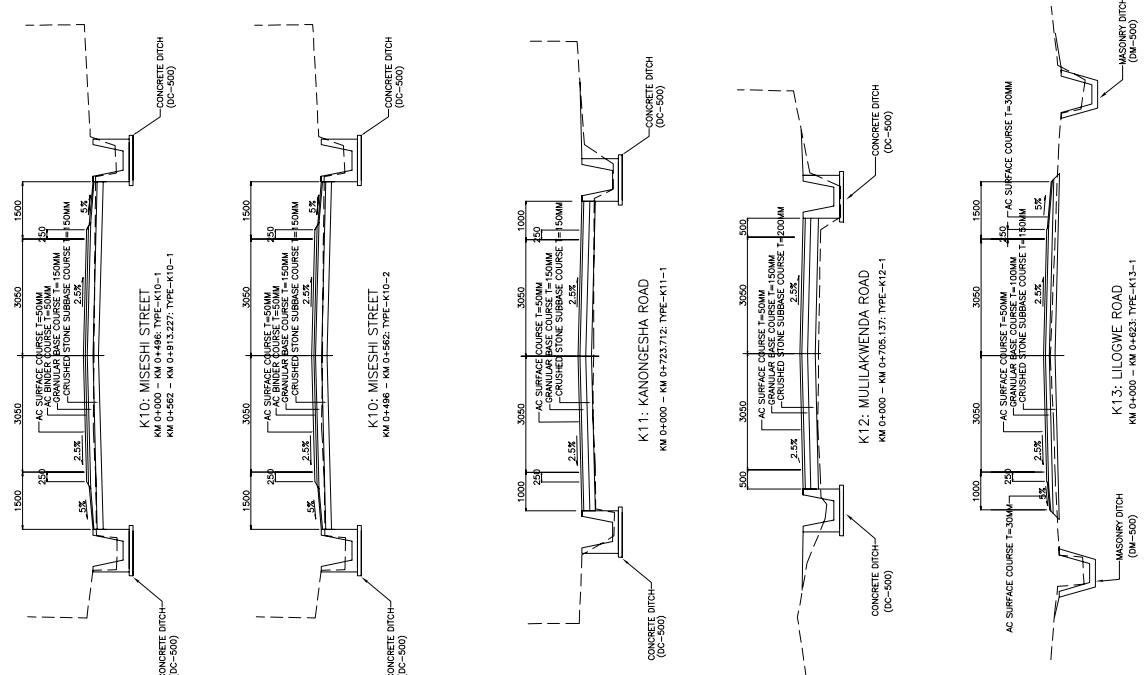 CONCRETE DITCH
(DC-500)
1500
250
5%
3050
2.5%
AC SURFACE COURSE T=50MM
AC BINDER COURSE T=50MM
GRANULAR BASE COURSE T=150MM
CRUSHED STONE SUBBASE COURSE T=150MM
3050
2.5%
250
1500
5%
K10: MISESHI STREET
KM 0+000 - KM 0+496: TYPE-K10-1
KM 0+562 - KM 0+913.227: TYPE-K10-1
CONCRETE DITCH
(DC-500)
CONCRETE DITCH
(DC-500)
1500
250
5%
3050
2.5%
AC SURFACE COURSE T=50MM
AC BINDER COURSE T=50MM
GRANULAR BASE COURSE T=150MM
CRUSHED STONE SUBBASE COURSE T=150MM
3050
2.5%
250
1500
5%
K10: MISESHI STREET
KM 0+496 - KM 0+562: TYPE-K10-2
CONCRETE DITCH
(DC-500)
CONCRETE DITCH
(DC-500)
1000
250
3050
2.5%
AC SURFACE COURSE T=50MM
GRANULAR BASE COURSE T=150MM
CRUSHED STONE SUBBASE COURSE T=150MM
3050
2.5%
250
1000
K11: KANONGESHA ROAD
KM 0+000 - KM 0+723.712: TYPE-K11-1
CONCRETE DITCH
(DC-500)
CONCRETE DITCH
(DC-500)
500
3050
2.5%
AC SURFACE COURSE T=50MM
GRANULAR BASE COURSE T=150MM
CRUSHED STONE SUBBASE COURSE T=200MM
3050
2.5%
500
K12: MULILAKWENDA ROAD
KM 0+000 - KM 0+705.137: TYPE-K12-1
CONCRETE DITCH
(DC-500)
MASONRY DITCH
(DM-500)
AC SURFACE COURSE T=30MM
1500
250
5%
3050
2.5%
AC SURFACE COURSE T=50MM
GRANULAR BASE COURSE T=100MM
CRUSHED STONE SUBBASE COURSE T=150MM
3050
2.5%
250
1000
5%
AC SURFACE COURSE T=30MM
K13: LILOGWE ROAD
KM 0+000 - KM 0+623: TYPE-K13-1
MASONRY DITCH
(DM-500)